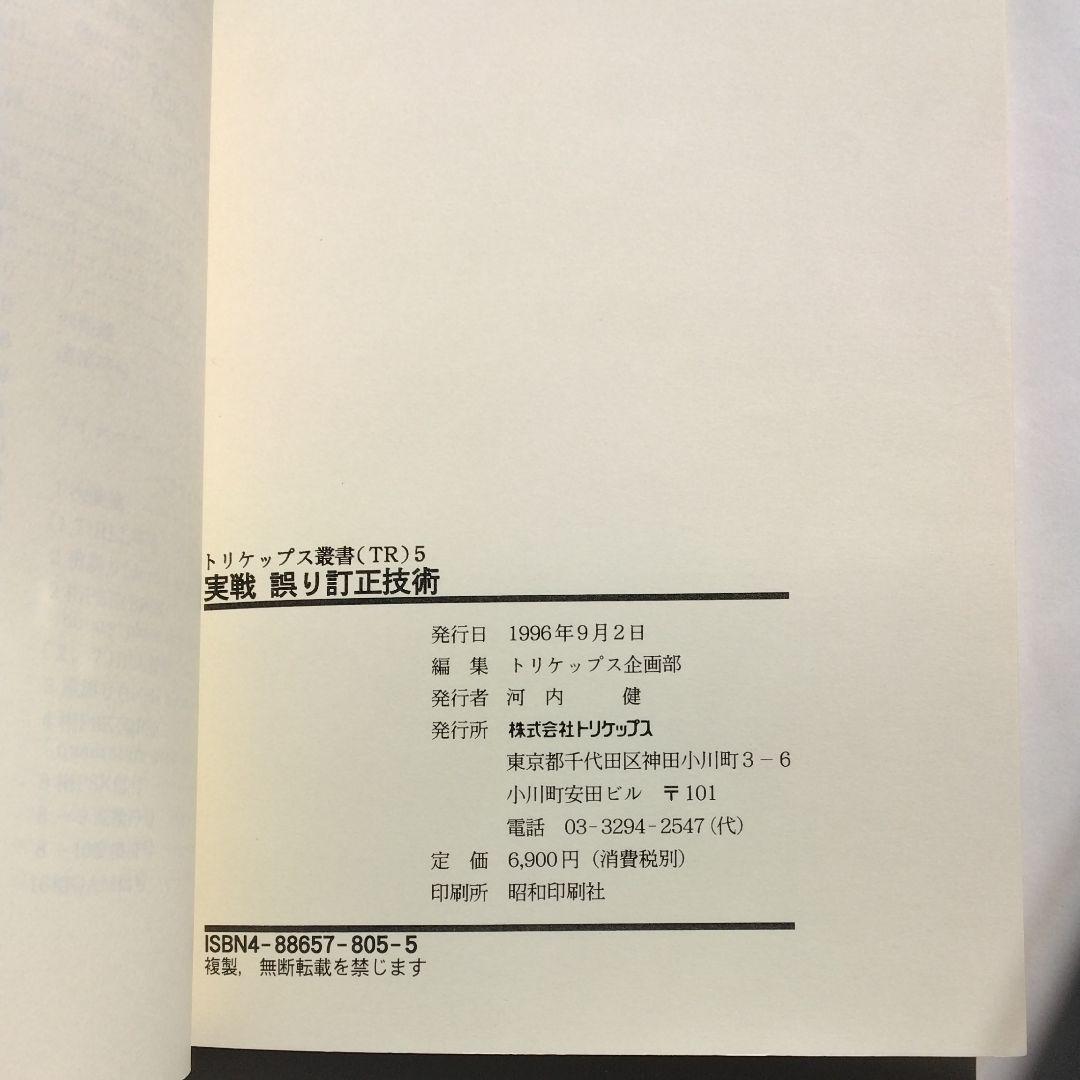 トリケップス叢書(TR)5
実戦 誤り訂正技術
発行日 1996年9月2日
編 集 トリケップス企画部
発行者 河 内 健
発行所 株式会社トリケップス
東京都千代田区神田小川町3-6
小川町安田ビル 〒101
電話 03-3294-2547(代)
定 価 6,900円(消費税別)
印刷所 昭和印刷社
ISBN4-88657-805-5
複製, 無断転載を禁じます